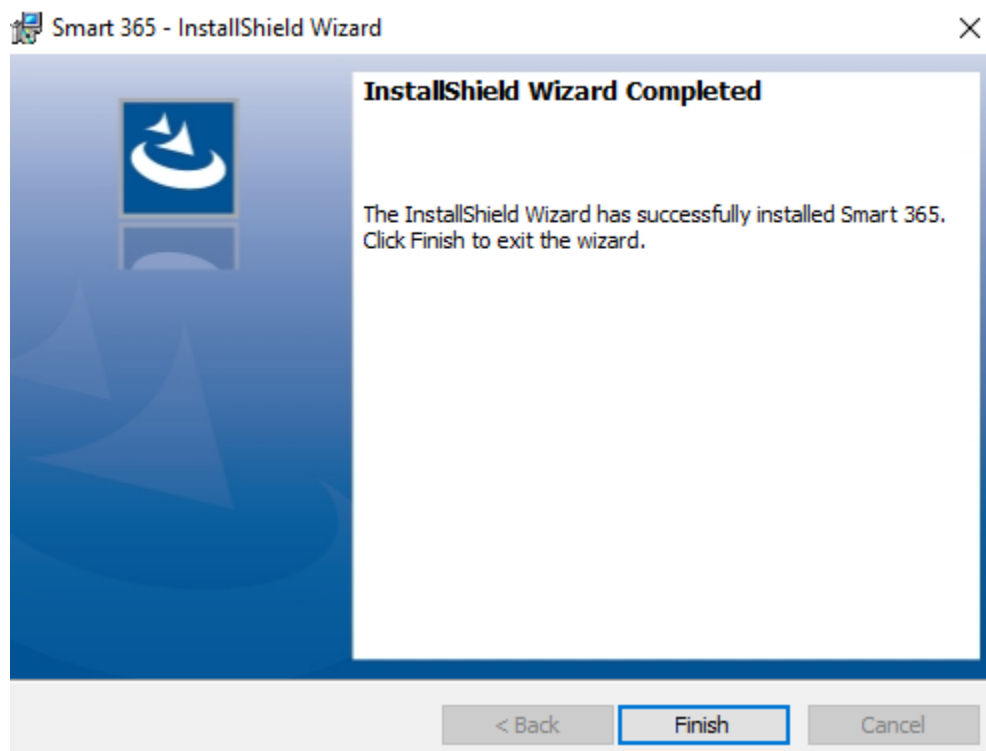 Smart 365 - InstallShield Wizard
InstallShield Wizard Completed
The InstallShield Wizard has successfully installed Smart 365.
Click Finish to exit the wizard.
< Back
Finish
Cancel